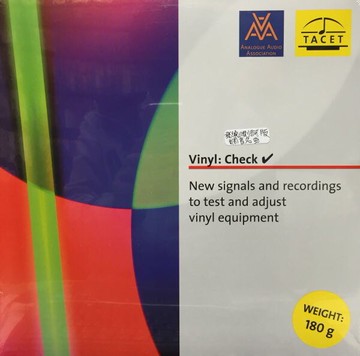 AAA
ANALOGUE AUDIO
ASSOCIATION
TACET
Vinyl: Check ✔
New signals and recordings
to test and adjust
vinyl equipment
WEIGHT:
180 g